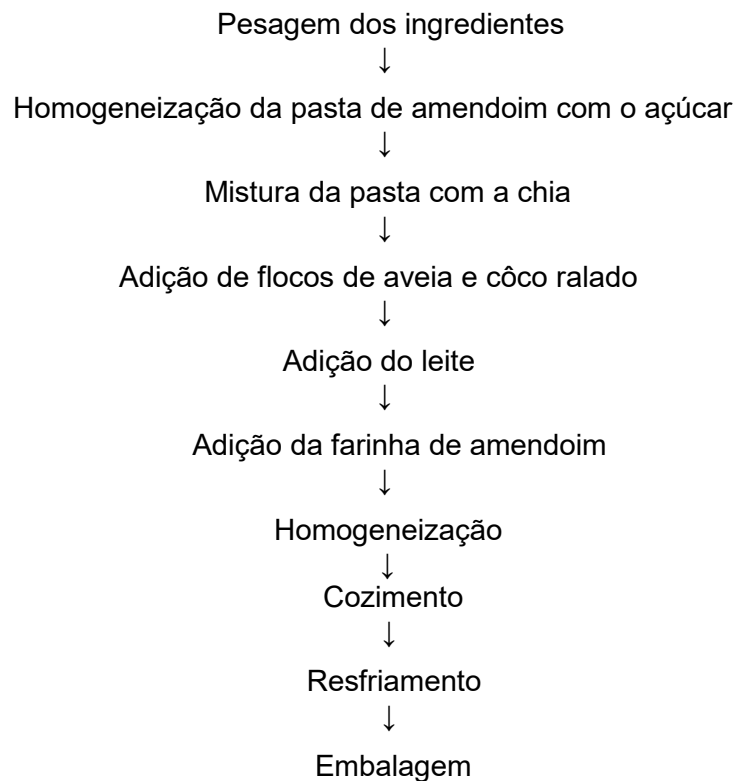 Pesagem dos ingredientes
↓
Homogeneização da pasta de amendoim com o açúcar
↓
Mistura da pasta com a chia
↓
Adição de flocos de aveia e côco ralado
↓
Adição do leite
↓
Adição da farinha de amendoim
↓
Homogeneização
↓
Cozimento
↓
Resfriamento
↓
Embalagem